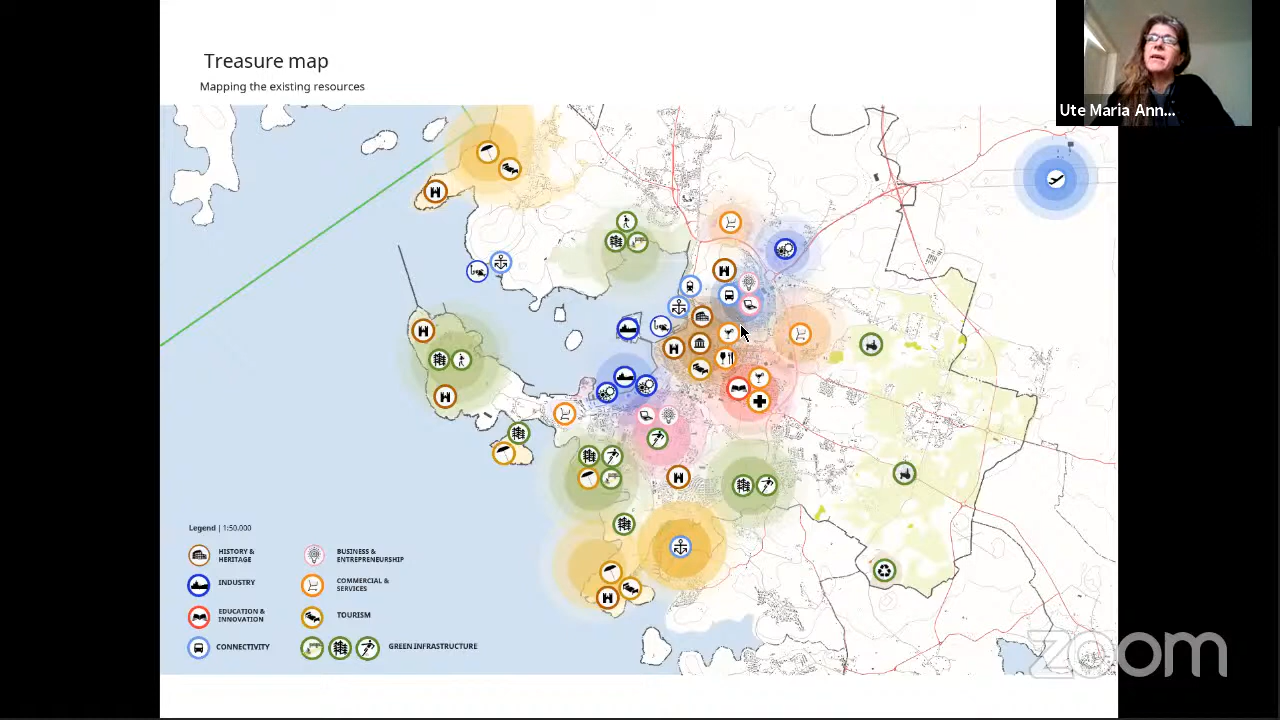 Treasure map
Mapping the existing resources
Ute Maria Ann...
Legend | 1:50.000
HISTORY &
HERITAGE
INDUSTRY
EDUCATION &
INNOVATION
CONNECTIVITY
BUSINESS &
ENTREPRENEURSHIP
COMMERCIAL &
SERVICES
TOURISM
GREEN INFRASTRUCTURE
zoom